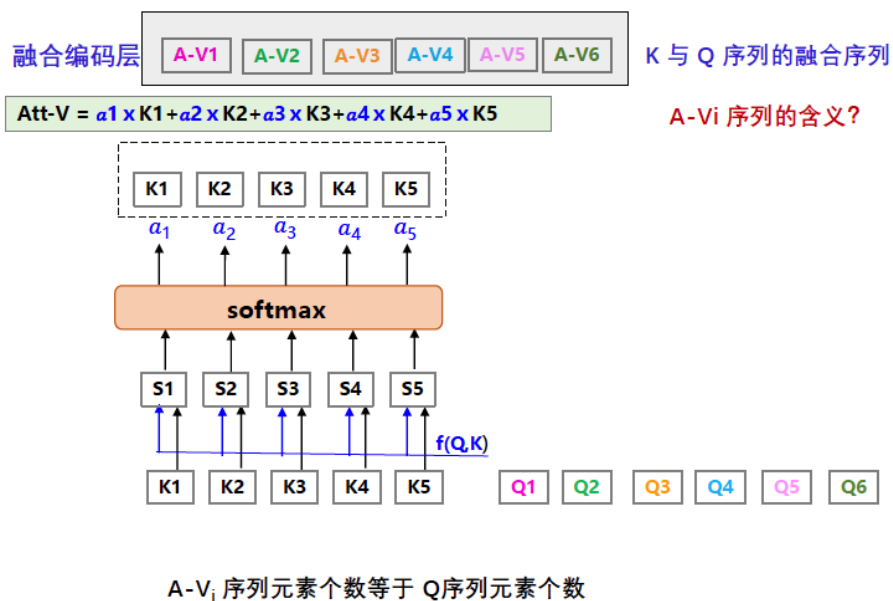 融合编码层 A-V1 A-V2 A-V3 A-V4 A-V5 A-V6 K 与 Q 序列的融合序列
Att-V = a1 x K1+a2 x K2+a3 x K3+a4 x K4+a5 x K5 A-Vi 序列的含义?
K1 K2 K3 K4 K5
a1 a2 a3 a4 a5
softmax
S1 S2 S3 S4 S5
f(Q,K)
K1 K2 K3 K4 K5 Q1 Q2 Q3 Q4 Q5 Q6
A-Vi 序列元素个数等于 Q序列元素个数